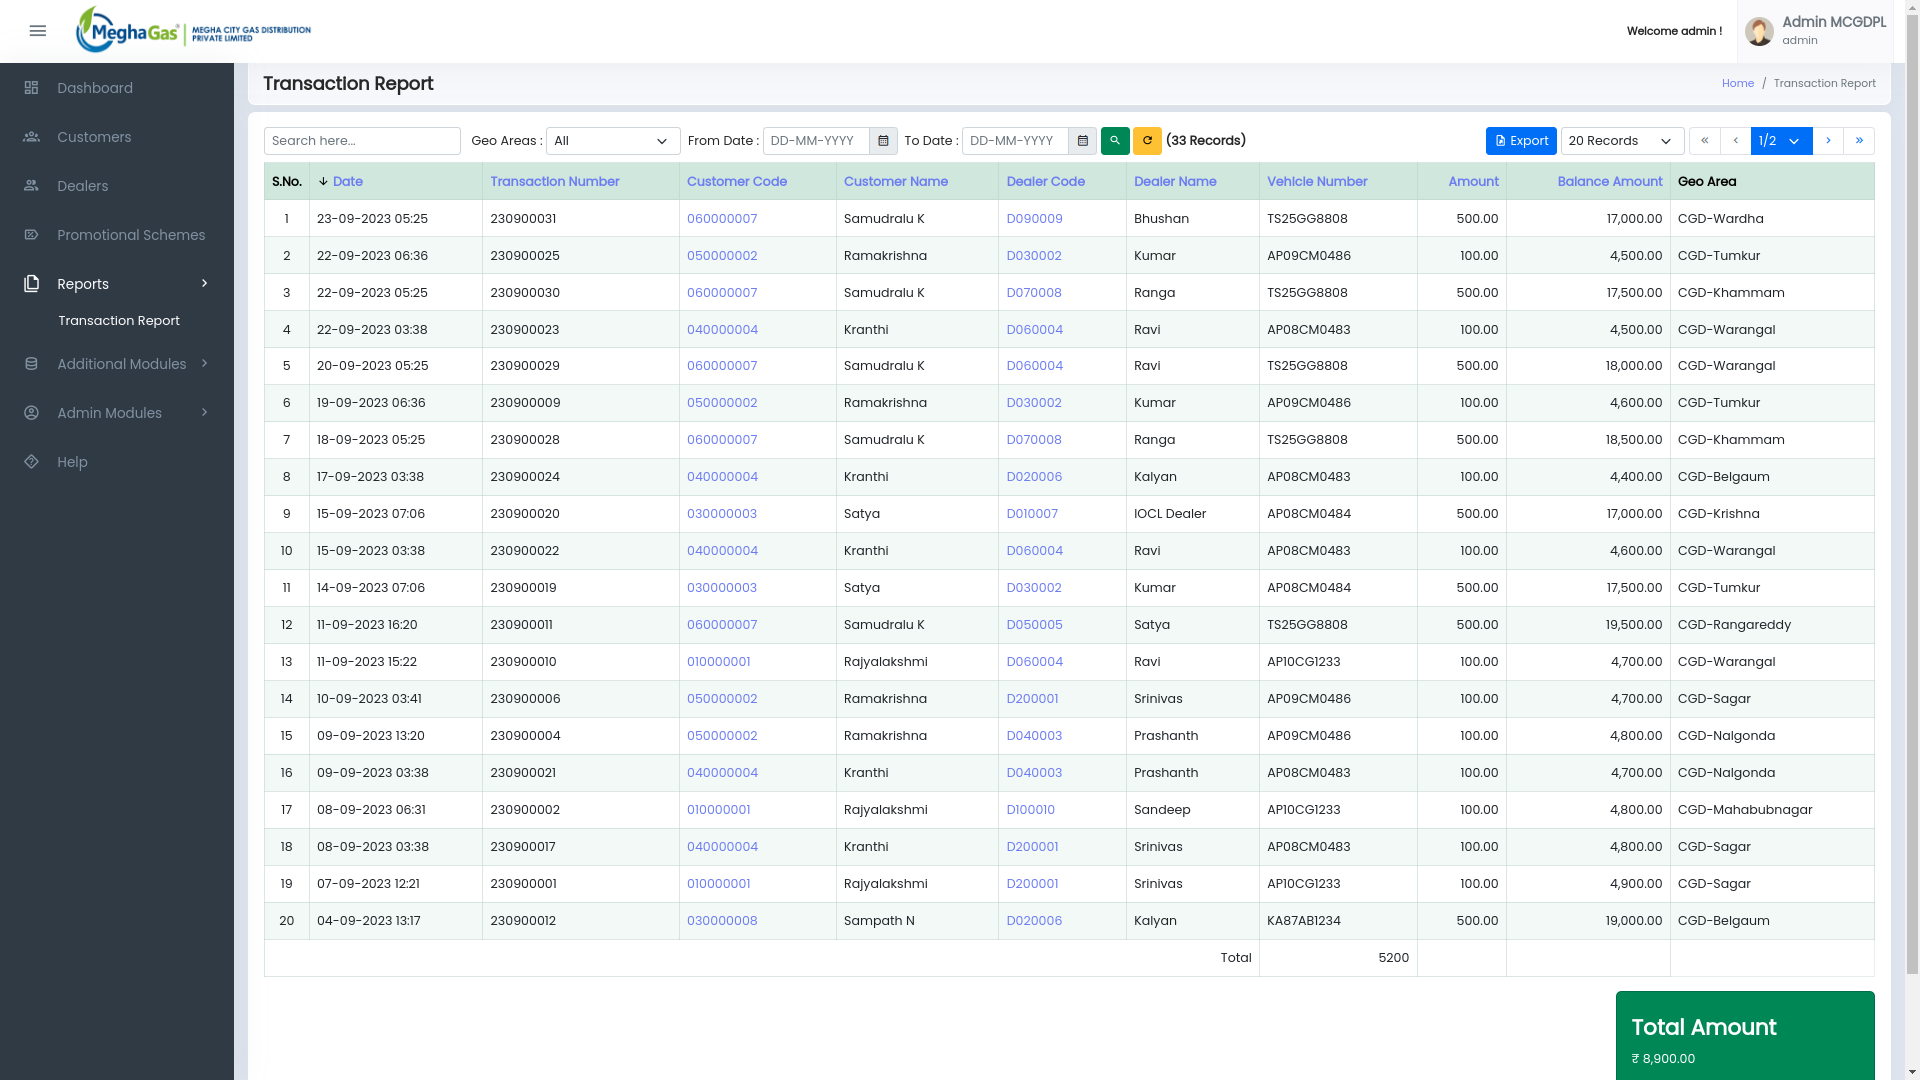 MeghaGas
MEGHA CITY GAS DISTRIBUTION
PRIVATE LIMITED
Welcome admin !
Admin MCGDPL
admin
Dashboard
Customers
Dealers
Promotional Schemes
Reports
Transaction Report
Additional Modules
Admin Modules
Help
Transaction Report
Home / Transaction Report
Search here... Geo Areas : All From Date : DD-MM-YYYY To Date : DD-MM-YYYY (33 Records) Export 20 Records « ‹ 1/2 › »
S.No. Date Transaction Number Customer Code Customer Name Dealer Code Dealer Name Vehicle Number Amount Balance Amount Geo Area
1 23-09-2023 05:25 230900031 060000007 Samudralu K D090009 Bhushan TS25GG8808 500.00 17,000.00 CGD-Wardha
2 22-09-2023 06:36 230900025 050000002 Ramakrishna D030002 Kumar AP09CM0486 100.00 4,500.00 CGD-Tumkur
3 22-09-2023 05:25 230900030 060000007 Samudralu K D070008 Ranga TS25GG8808 500.00 17,500.00 CGD-Khammam
4 22-09-2023 03:38 230900023 040000004 Kranthi D060004 Ravi AP08CM0483 100.00 4,500.00 CGD-Warangal
5 20-09-2023 05:25 230900029 060000007 Samudralu K D060004 Ravi TS25GG8808 500.00 18,000.00 CGD-Warangal
6 19-09-2023 06:36 230900009 050000002 Ramakrishna D030002 Kumar AP09CM0486 100.00 4,600.00 CGD-Tumkur
7 18-09-2023 05:25 230900028 060000007 Samudralu K D070008 Ranga TS25GG8808 500.00 18,500.00 CGD-Khammam
8 17-09-2023 03:38 230900024 040000004 Kranthi D020006 Kalyan AP08CM0483 100.00 4,400.00 CGD-Belgaum
9 15-09-2023 07:06 230900020 030000003 Satya D010007 IOCL Dealer AP08CM0484 500.00 17,000.00 CGD-Krishna
10 15-09-2023 03:38 230900022 040000004 Kranthi D060004 Ravi AP08CM0483 100.00 4,600.00 CGD-Warangal
11 14-09-2023 07:06 230900019 030000003 Satya D030002 Kumar AP08CM0484 500.00 17,500.00 CGD-Tumkur
12 11-09-2023 16:20 230900011 060000007 Samudralu K D050005 Satya TS25GG8808 500.00 19,500.00 CGD-Rangareddy
13 11-09-2023 15:22 230900010 010000001 Rajyalakshmi D060004 Ravi AP10CG1233 100.00 4,700.00 CGD-Warangal
14 10-09-2023 03:41 230900006 050000002 Ramakrishna D200001 Srinivas AP09CM0486 100.00 4,700.00 CGD-Sagar
15 09-09-2023 13:20 230900004 050000002 Ramakrishna D040003 Prashanth AP09CM0486 100.00 4,800.00 CGD-Nalgonda
16 09-09-2023 03:38 230900021 040000004 Kranthi D040003 Prashanth AP08CM0483 100.00 4,700.00 CGD-Nalgonda
17 08-09-2023 06:31 230900002 010000001 Rajyalakshmi D100010 Sandeep AP10CG1233 100.00 4,800.00 CGD-Mahabubnagar
18 08-09-2023 03:38 230900017 040000004 Kranthi D200001 Srinivas AP08CM0483 100.00 4,800.00 CGD-Sagar
19 07-09-2023 12:21 230900001 010000001 Rajyalakshmi D200001 Srinivas AP10CG1233 100.00 4,900.00 CGD-Sagar
20 04-09-2023 13:17 230900012 030000008 Sampath N D020006 Kalyan KA87AB1234 500.00 19,000.00 CGD-Belgaum
Total 5200
Total Amount
₹ 8,900.00